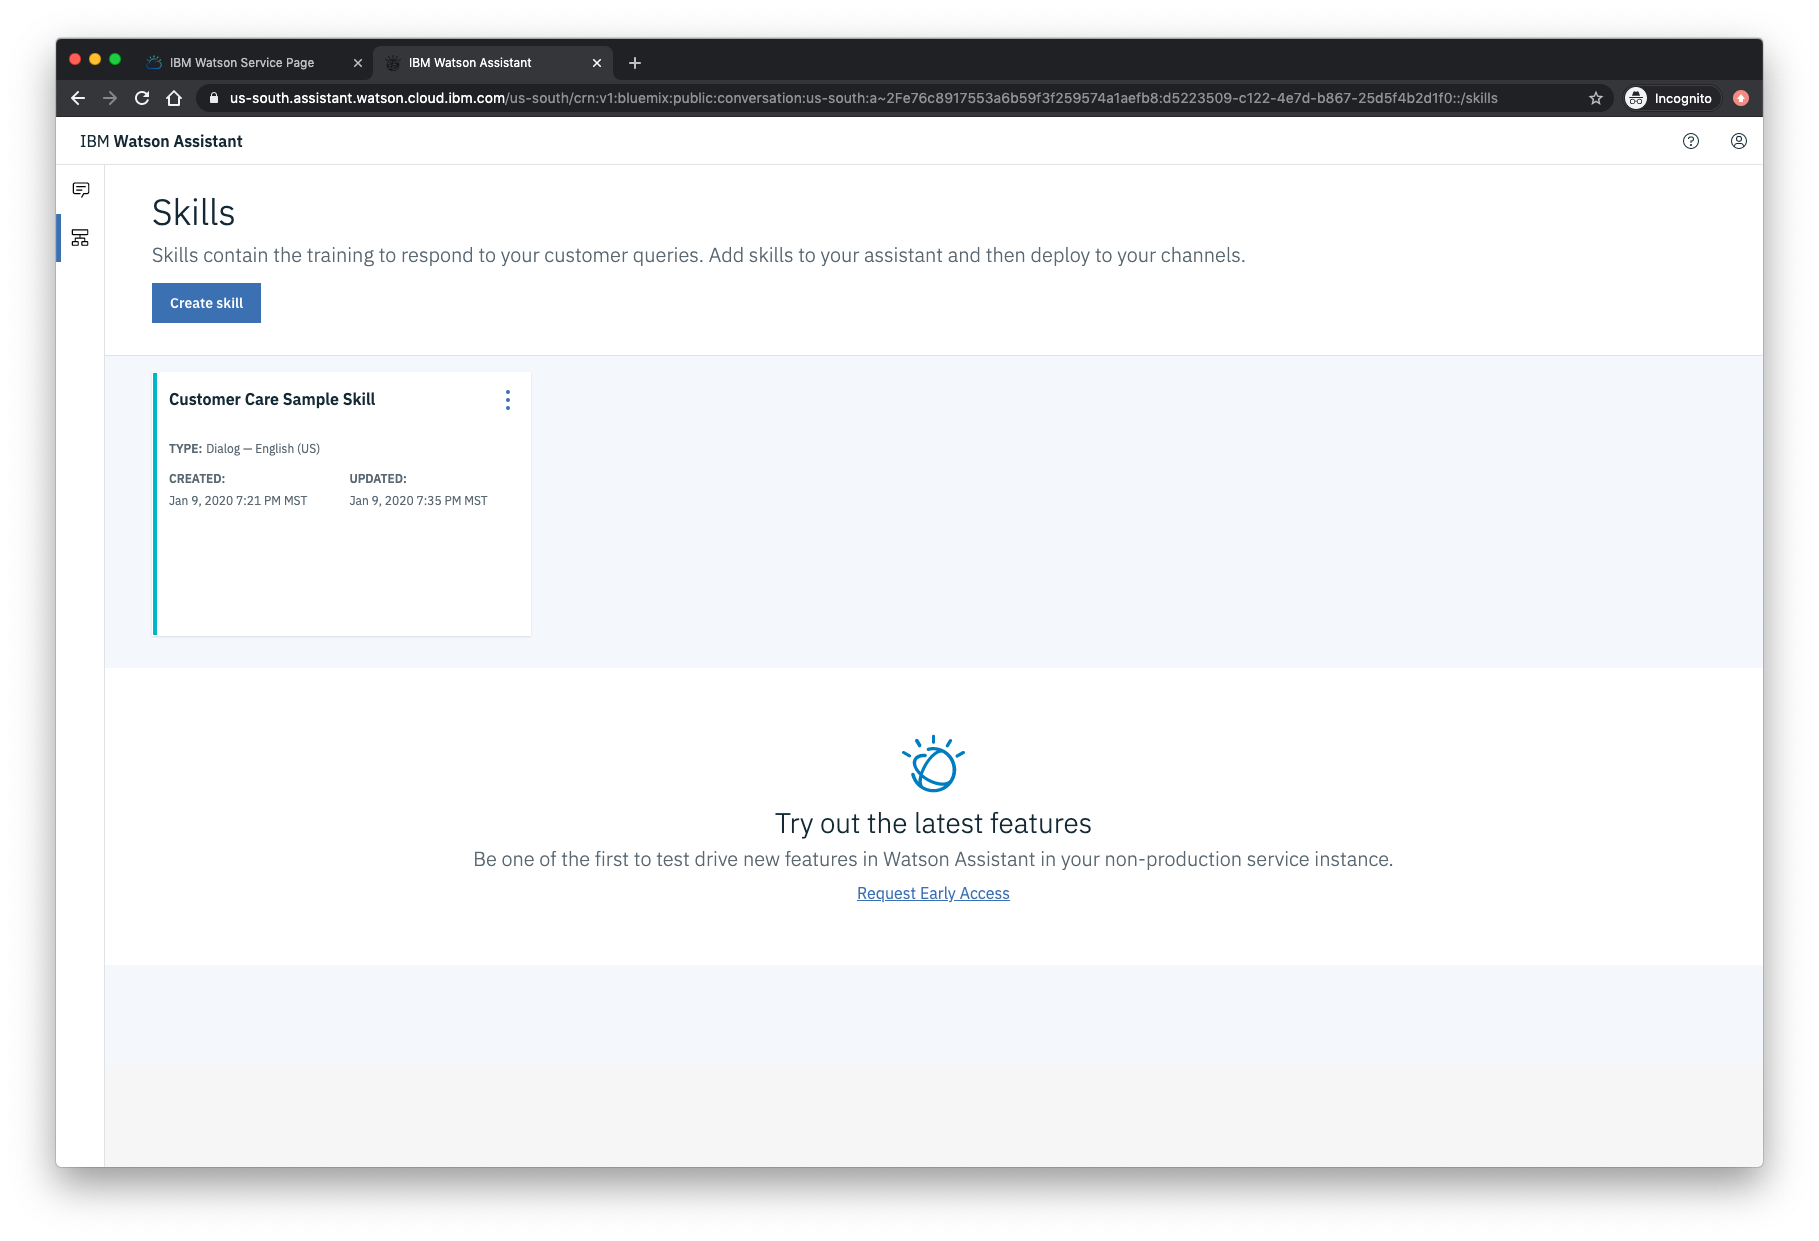 IBM Watson Service Page
IBM Watson Assistant
us-south.assistant.watson.cloud.ibm.com/us-south/crn:v1:bluemix:public:conversation:us-south:a~2Fe76c8917553a6b59f3f259574a1aefb8:d5223509-c122-4e7d-b867-25d5f4b2d1f0::/skills
Incognito
IBM Watson Assistant
Skills
Skills contain the training to respond to your customer queries. Add skills to your assistant and then deploy to your channels.
Create skill
Customer Care Sample Skill
TYPE: Dialog — English (US)
CREATED: UPDATED:
Jan 9, 2020 7:21 PM MST Jan 9, 2020 7:35 PM MST
Try out the latest features
Be one of the first to test drive new features in Watson Assistant in your non-production service instance.
Request Early Access